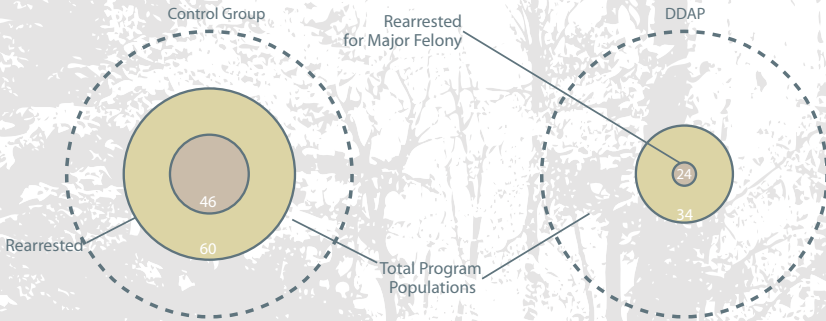 Control Group
Rearrested
for Major Felony
DDAP
46
24
60
34
Rearrested
Total Program
Populations